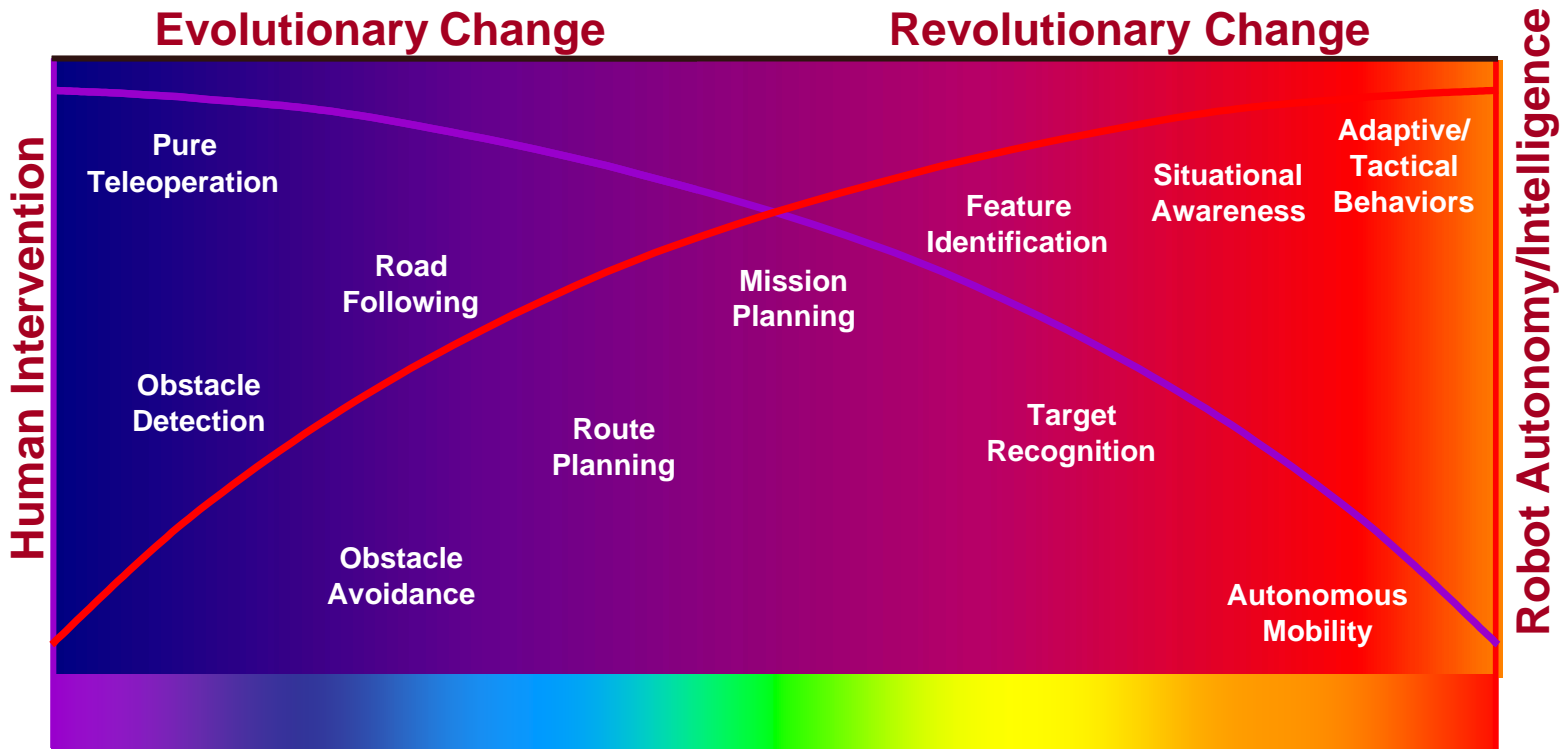 Evolutionary Change
Revolutionary Change
Human Intervention
Robot Autonomy/Intelligence
Pure
Teleoperation
Obstacle
Detection
Road
Following
Obstacle
Avoidance
Route
Planning
Mission
Planning
Feature
Identification
Target
Recognition
Situational
Awareness
Adaptive/
Tactical
Behaviors
Autonomous
Mobility